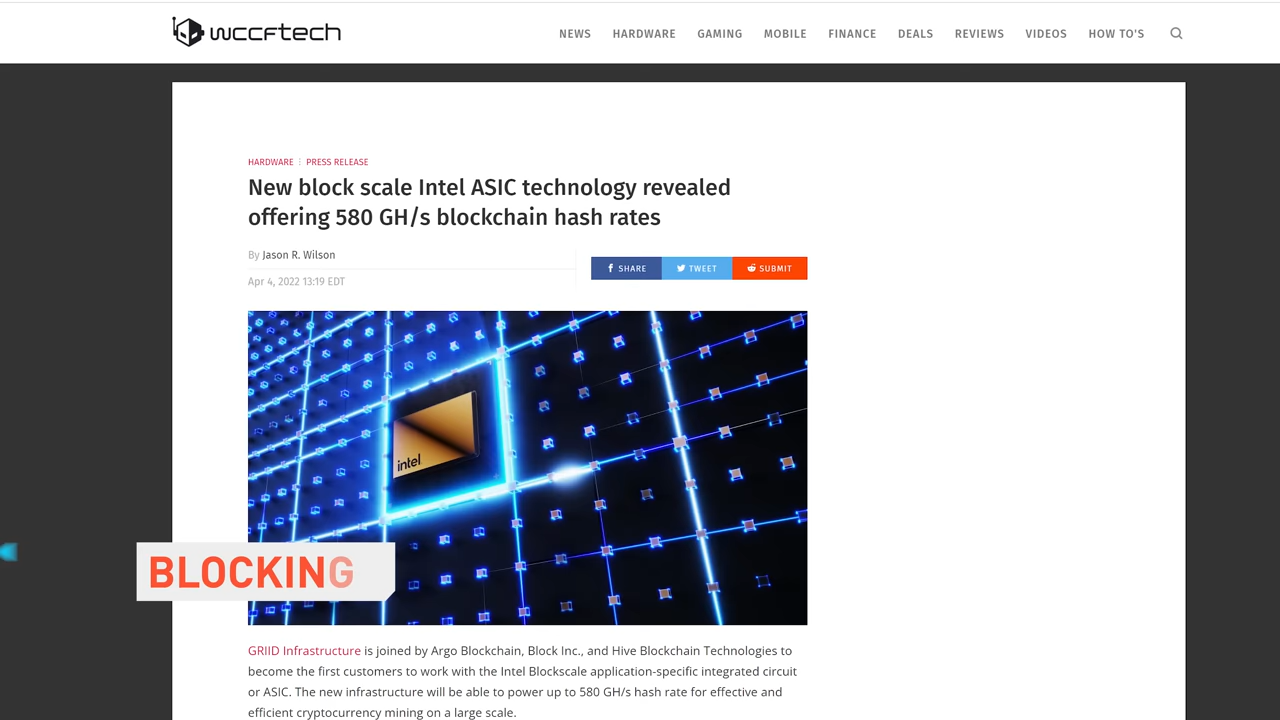 wccftech
NEWS HARDWARE GAMING MOBILE FINANCE DEALS REVIEWS VIDEOS HOW TO'S
HARDWARE PRESS RELEASE
New block scale Intel ASIC technology revealed
offering 580 GH/s blockchain hash rates
By Jason R. Wilson
Apr 4, 2022 13:19 EDT
SHARE TWEET SUBMIT
intel
BLOCKING
GRIID Infrastructure is joined by Argo Blockchain, Block Inc., and Hive Blockchain Technologies to
become the first customers to work with the Intel Blockscale application-specific integrated circuit
or ASIC. The new infrastructure will be able to power up to 580 GH/s hash rate for effective and
efficient cryptocurrency mining on a large scale.